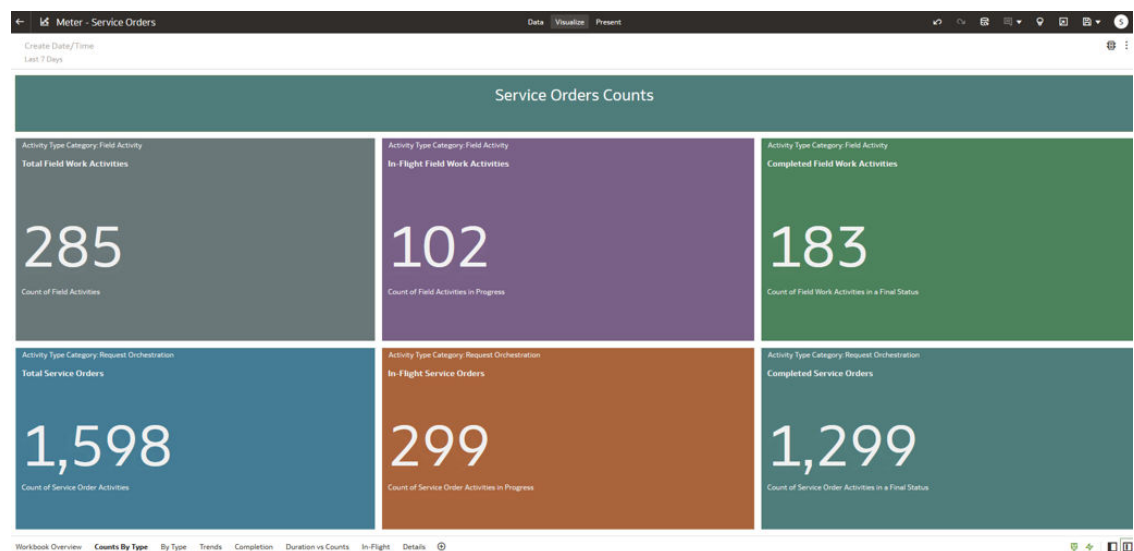 Meter - Service Orders
Data Visualize Present
S
Create Date/Time
Last 7 Days
Service Orders Counts
Activity Type Category: Field Activity
Total Field Work Activities
285
Count of Field Activities
Activity Type Category: Field Activity
In-Flight Field Work Activities
102
Count of Field Activities in Progress
Activity Type Category: Field Activity
Completed Field Work Activities
183
Count of Field Work Activities in a Final Status
Activity Type Category: Request Orchestration
Total Service Orders
1,598
Count of Service Order Activities
Activity Type Category: Request Orchestration
In-Flight Service Orders
299
Count of Service Order Activities in Progress
Activity Type Category: Request Orchestration
Completed Service Orders
1,299
Count of Service Order Activities in a Final Status
Workbook Overview Counts By Type By Type Trends Completion Duration vs Counts In-Flight Details